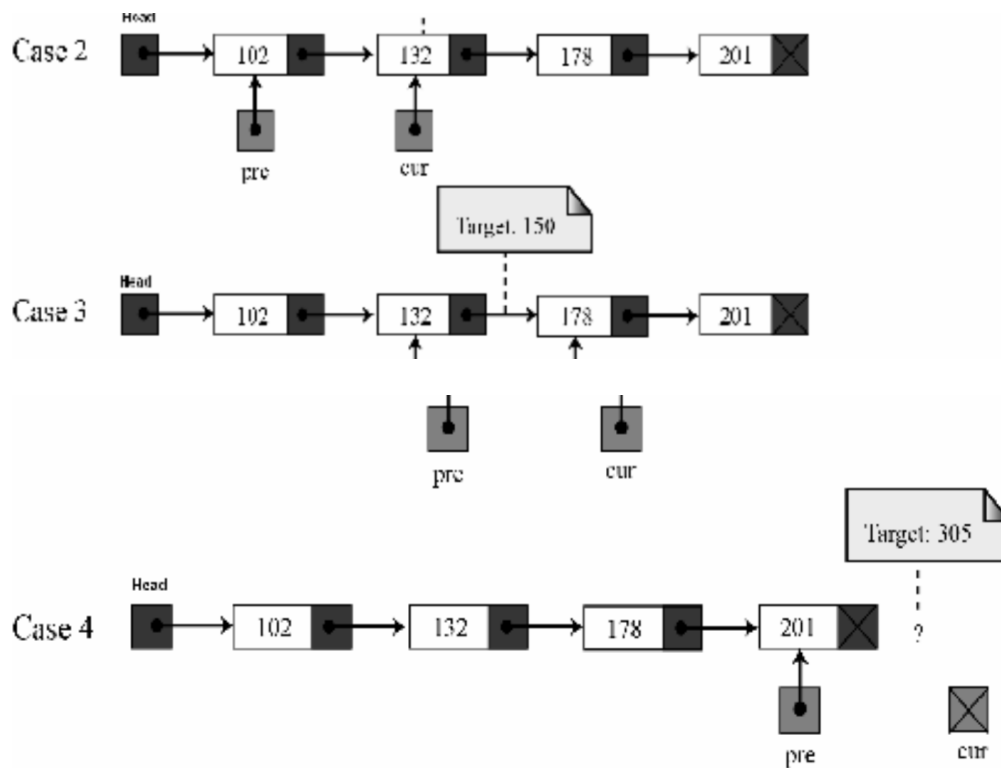 Head
Case 2
102
132
178
201
pre
cur
Target: 150
Head
Case 3
102
132
178
201
pre
cur
Target: 305
Head
Case 4
102
132
178
201
?
pre
cur